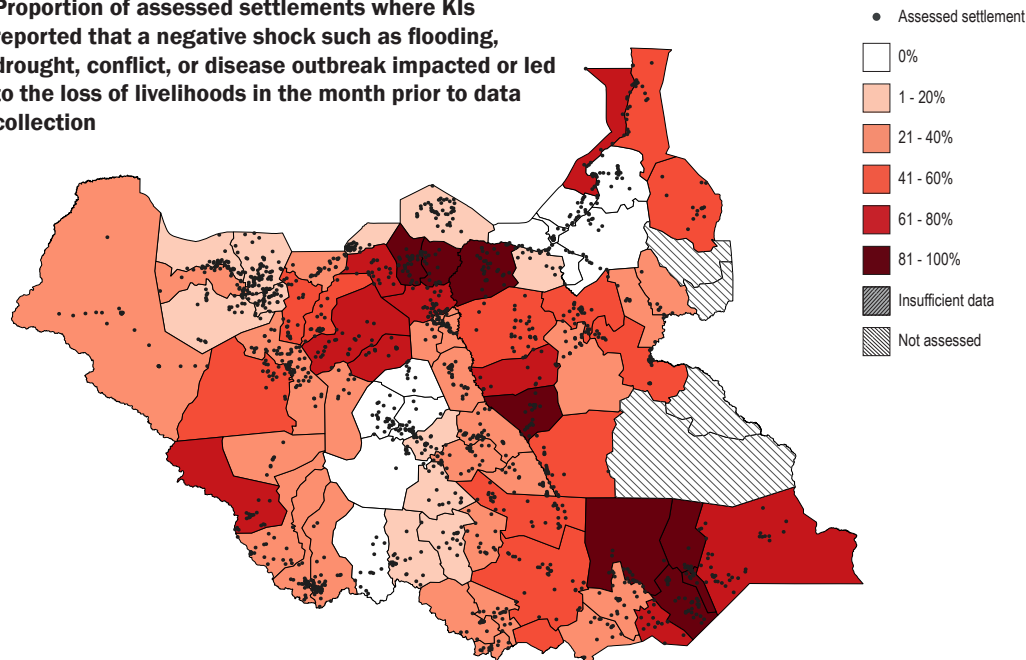 Proportion of assessed settlements where KIs
reported that a negative shock such as flooding,
drought, conflict, or disease outbreak impacted or led
to the loss of livelihoods in the month prior to data
collection
Assessed settlement
0%
1 - 20%
21 - 40%
41 - 60%
61 - 80%
81 - 100%
Insufficient data
Not assessed